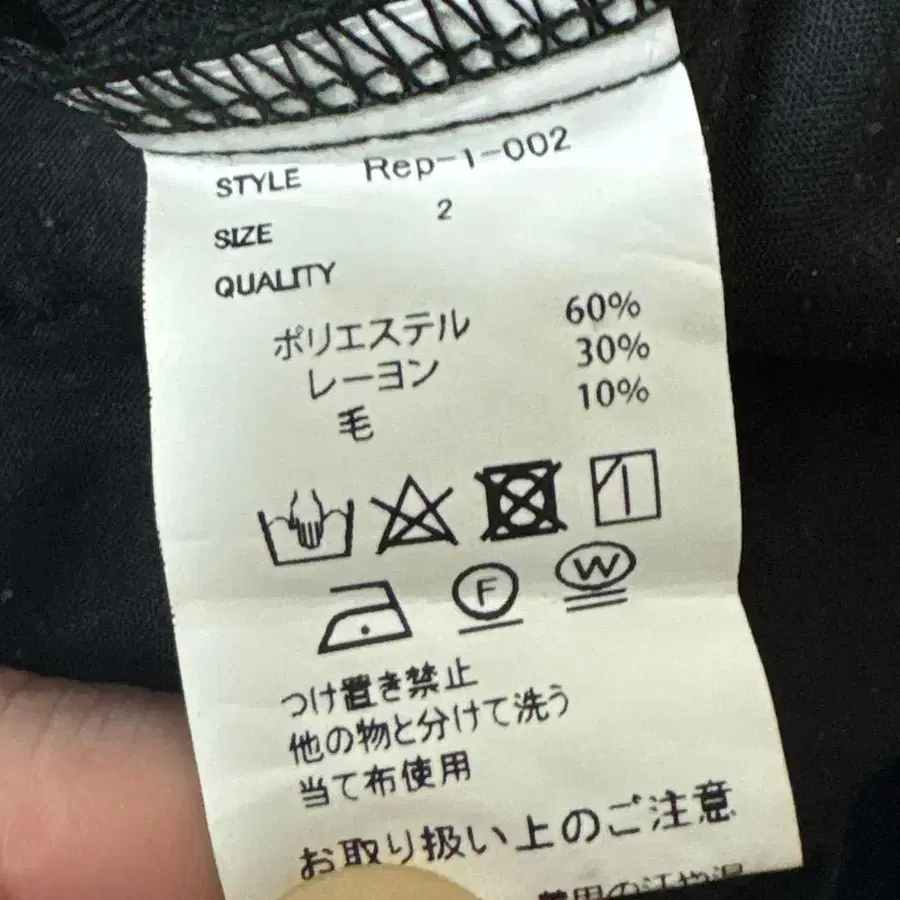 STYLE Rep-1-002
SIZE 2
QUALITY
ポリエステル 60%
レーヨン 30%
毛 10%
F W
つけ置き禁止
他の物と分けて洗う
当て布使用
お取り扱い上のご注意